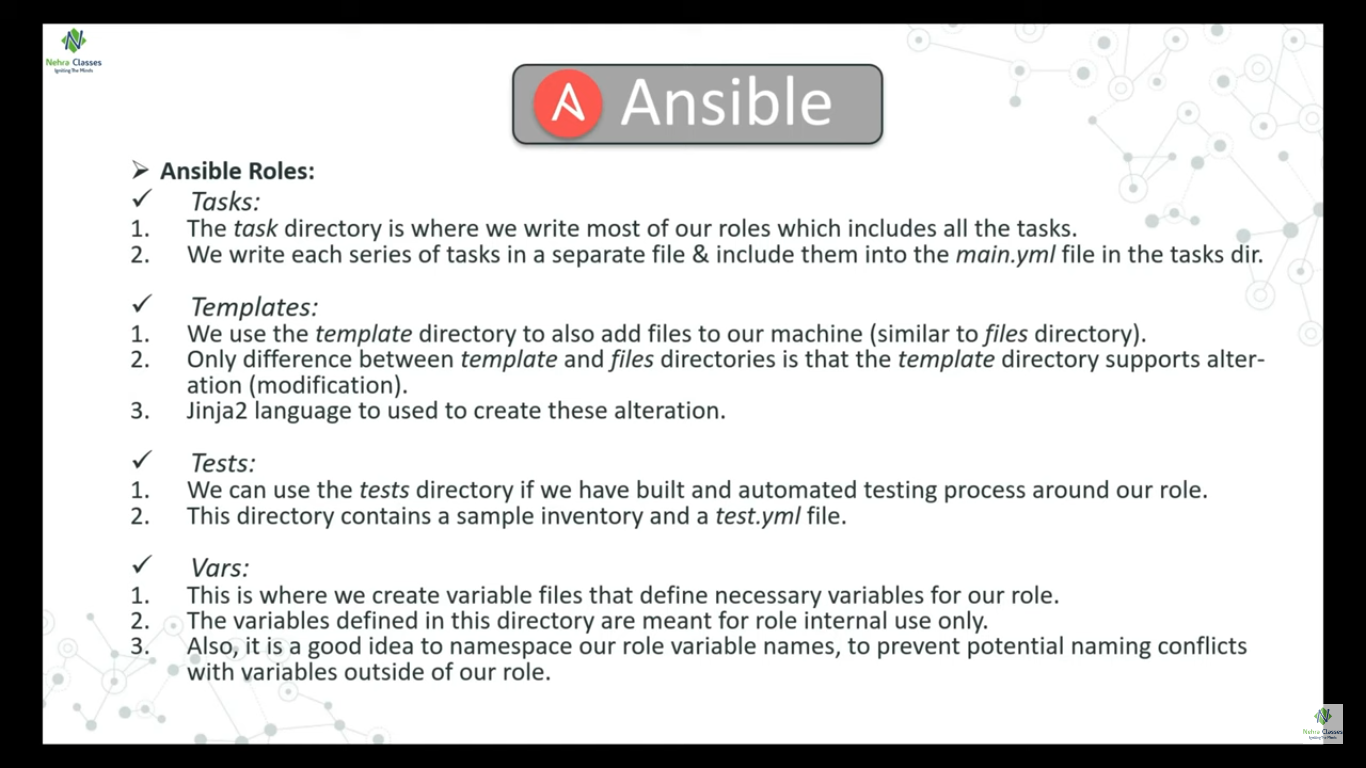 Nehra Classes
Igniting The Minds
Ansible
Ansible Roles:
Tasks:
1. The task directory is where we write most of our roles which includes all the tasks.
2. We write each series of tasks in a separate file & include them into the main.yml file in the tasks dir.
Templates:
1. We use the template directory to also add files to our machine (similar to files directory).
2. Only difference between template and files directories is that the template directory supports alter-
ation (modification).
3. Jinja2 language to used to create these alteration.
Tests:
1. We can use the tests directory if we have built and automated testing process around our role.
2. This directory contains a sample inventory and a test.yml file.
Vars:
1. This is where we create variable files that define necessary variables for our role.
2. The variables defined in this directory are meant for role internal use only.
3. Also, it is a good idea to namespace our role variable names, to prevent potential naming conflicts
with variables outside of our role.
Nehra Classes
Igniting The Minds